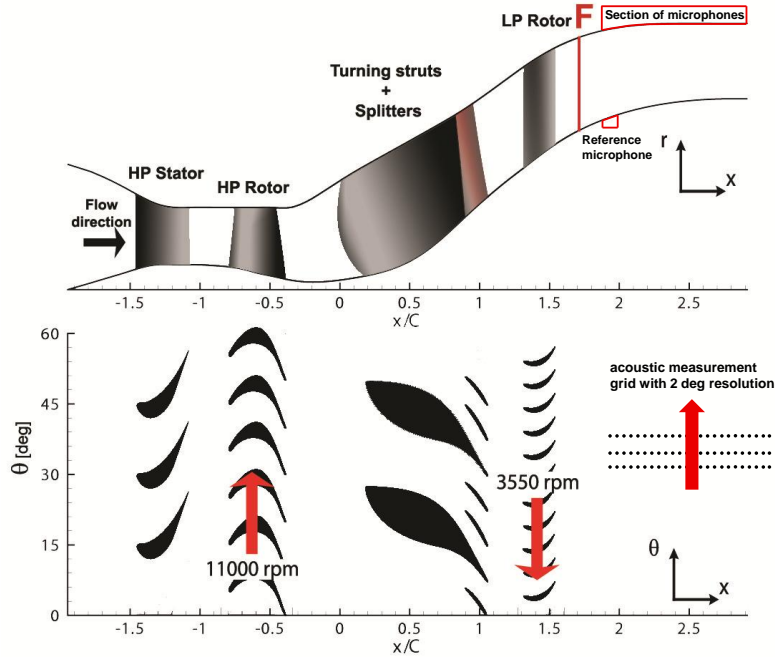 LP Rotor F
Section of microphones
Turning struts
+
Splitters
HP Stator
HP Rotor
Reference
microphone
r
x
Flow
direction
-1.5 -1 -0.5 0 0.5 1 1.5 2 2.5
x/C
60
45
30
15
0
θ [deg]
acoustic measurement
grid with 2 deg resolution
3550 rpm
11000 rpm
θ
x
-1.5 -1 -0.5 0 0.5 1 1.5 2 2.5
x/C